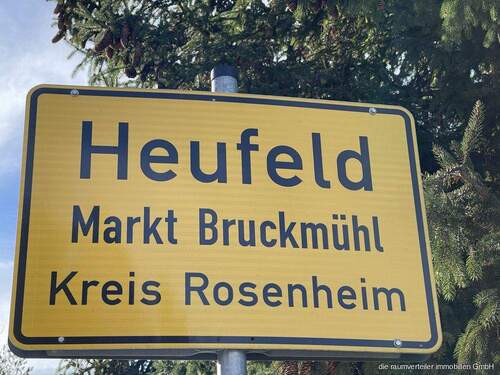 Heufeld
Markt Bruckmühl
Kreis Rosenheim
die raumverteiler immobilien GmbH